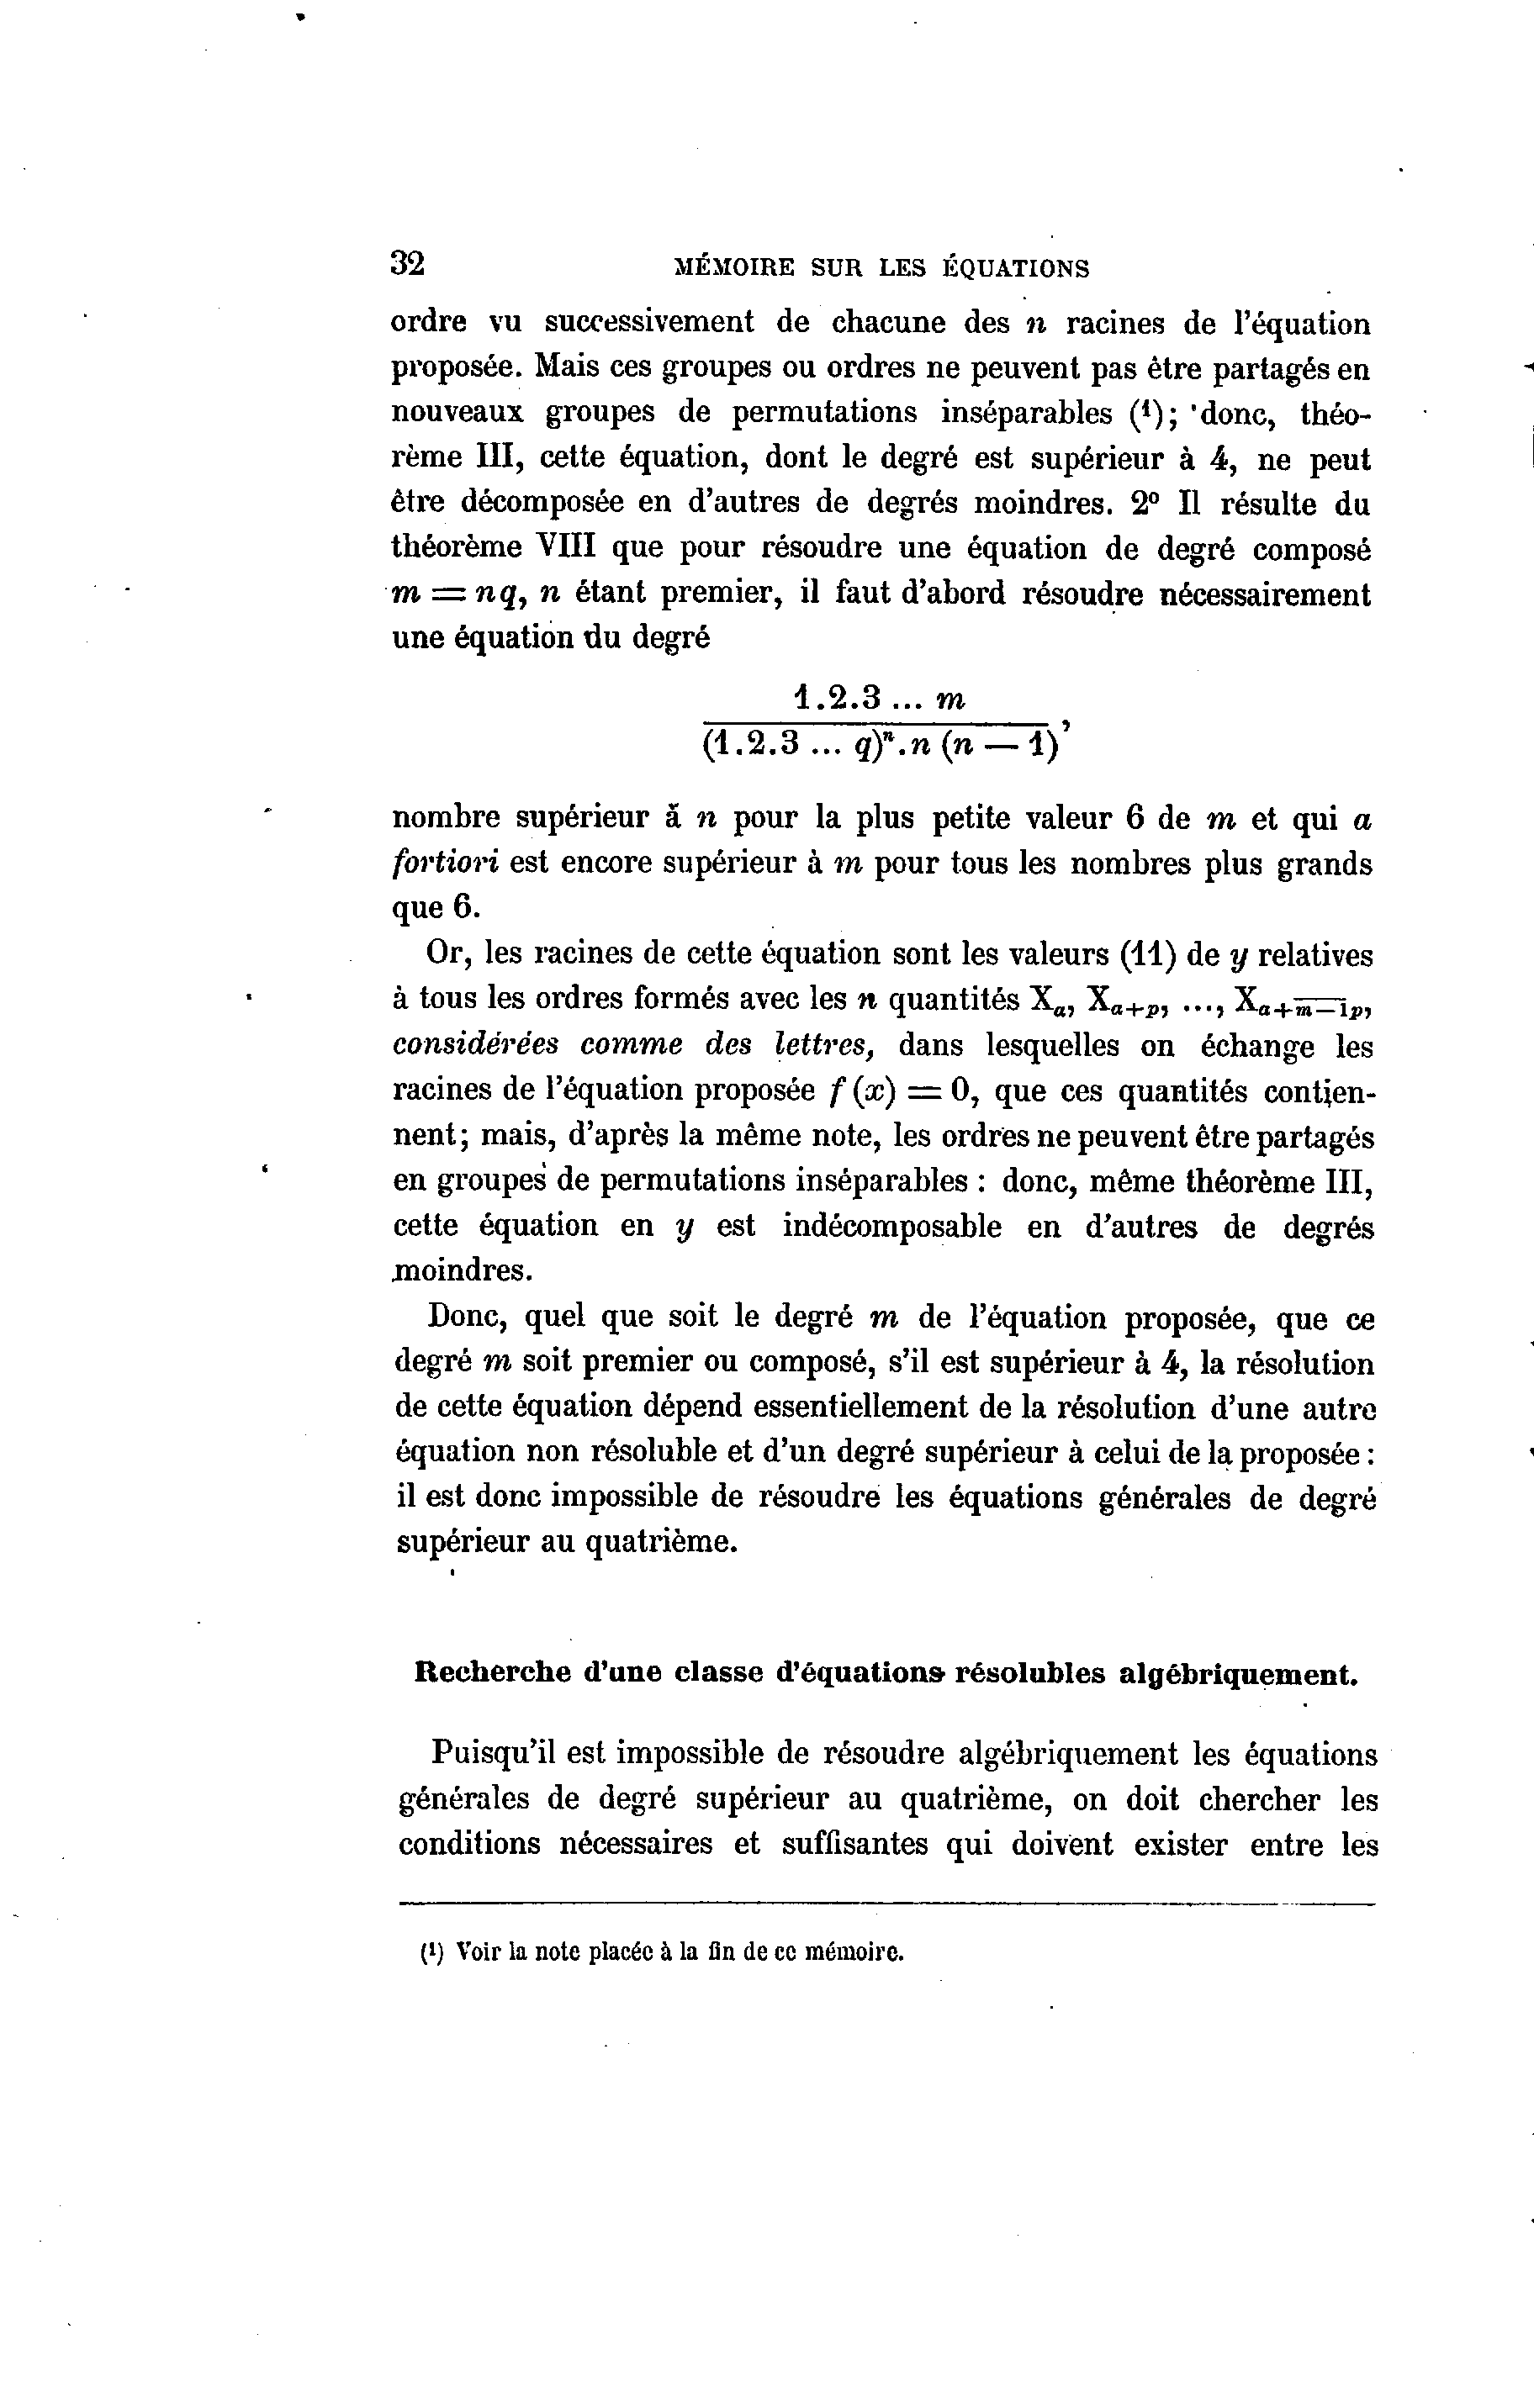 32 MÉMOIRE SUR LES ÉQUATIONS
ordre vu successivement de chacune des n racines de l'équation
proposée. Mais ces groupes ou ordres ne peuvent pas être partagés en
nouveaux groupes de permutations inséparables (¹); donc, théo-
rème III, cette équation, dont le degré est supérieur à 4, ne peut
être décomposée en d'autres de degrés moindres. 2º Il résulte du
théorème VIII que pour résoudre une équation de degré composé
m = nq, n étant premier, il faut d'abord résoudre nécessairement
une équation du degré
1.2.3 ... m
(1.2.3 ... q)ⁿ.n (n — 1),
nombre supérieur à n pour la plus petite valeur 6 de m et qui a
fortiori est encore supérieur à m pour tous les nombres plus grands
que 6.
Or, les racines de cette équation sont les valeurs (11) de y relatives
à tous les ordres formés avec les n quantités Xₐ, Xₐ₊ₚ, ..., X_{a+\overline{m-1}p},
considérées comme des lettres, dans lesquelles on échange les
racines de l'équation proposée f (x) = 0, que ces quantités contien-
nent; mais, d'après la même note, les ordres ne peuvent être partagés
en groupes de permutations inséparables : donc, même théorème III,
cette équation en y est indécomposable en d'autres de degrés
moindres.
Donc, quel que soit le degré m de l'équation proposée, que ce
degré m soit premier ou composé, s'il est supérieur à 4, la résolution
de cette équation dépend essentiellement de la résolution d'une autre
équation non résoluble et d'un degré supérieur à celui de la proposée :
il est donc impossible de résoudre les équations générales de degré
supérieur au quatrième.
Recherche d'une classe d'équations résolubles algébriquement.
Puisqu'il est impossible de résoudre algébriquement les équations
générales de degré supérieur au quatrième, on doit chercher les
conditions nécessaires et suffisantes qui doivent exister entre les
(¹) Voir la note placée à la fin de ce mémoire.